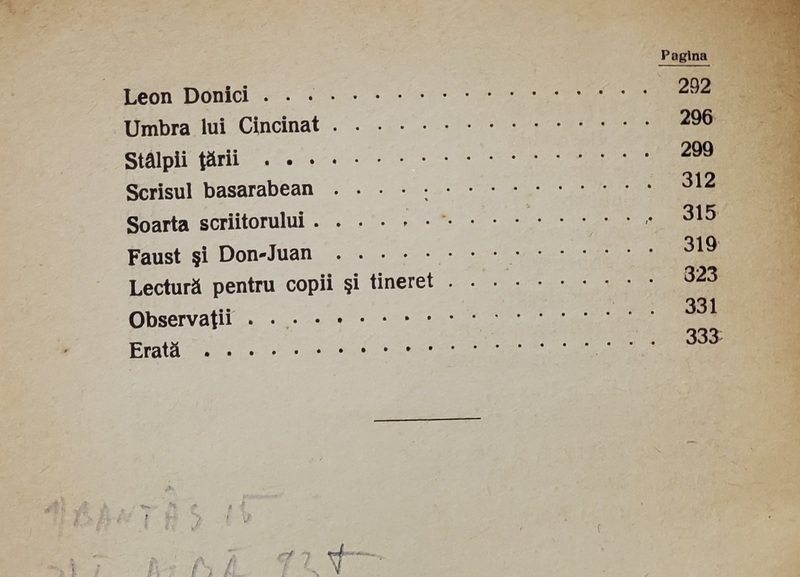 Pagina
Leon Donici . . . . . . . . . . . . . . . . . . 292
Umbra lui Cincinat . . . . . . . . . . . . . . . 296
Stâlpii țării . . . . . . . . . . . . . . . . . . 299
Scrisul basarabean . . . . . . . . . . . . . . . 312
Soarta scriitorului . . . . . . . . . . . . . . . . 315
Faust și Don-Juan . . . . . . . . . . . . . . . 319
Lectură pentru copii și tineret . . . . . . . . . . 323
Observații . . . . . . . . . . . . . . . . . . . 331
Erată . . . . . . . . . . . . . . . . . . . . . 333